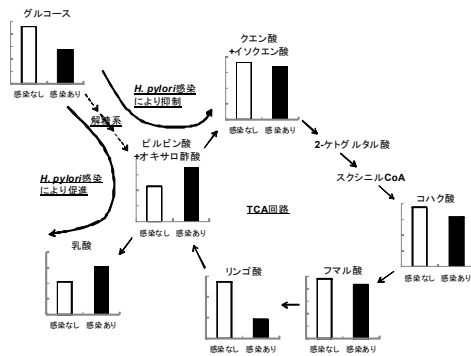 グルコース
感染なし 感染あり
H. pylori感染
により抑制
クエン酸
+イソクエン酸
感染なし 感染あり
解糖系
ピルビン酸
+オキサロ酢酸
感染なし 感染あり
2-ケトグルタル酸
スクシニルCoA
H. pylori感染
により促進
TCA回路
コハク酸
感染なし 感染あり
乳酸
感染なし 感染あり
リンゴ酸
感染なし 感染あり
フマル酸
感染なし 感染あり